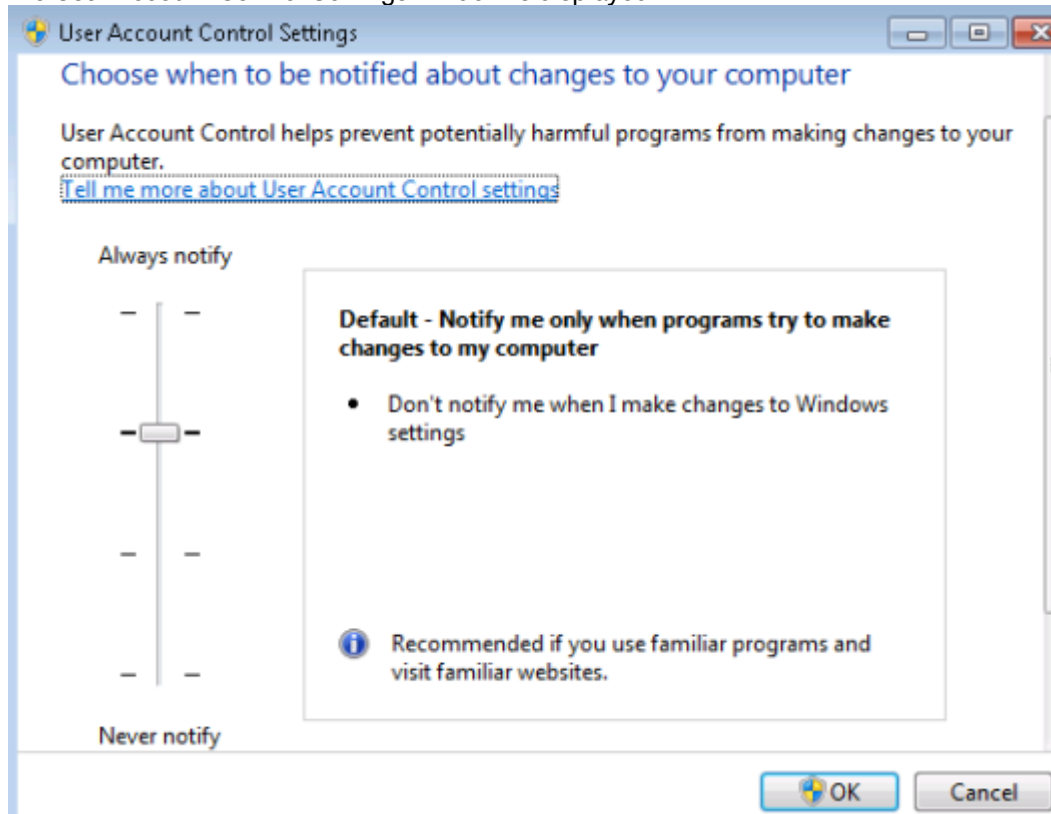 User Account Control Settings
Choose when to be notified about changes to your computer
User Account Control helps prevent potentially harmful programs from making changes to your
computer.
Tell me more about User Account Control settings
Always notify
Default - Notify me only when programs try to make
changes to my computer
• Don't notify me when I make changes to Windows
settings
Recommended if you use familiar programs and
visit familiar websites.
Never notify
OK
Cancel